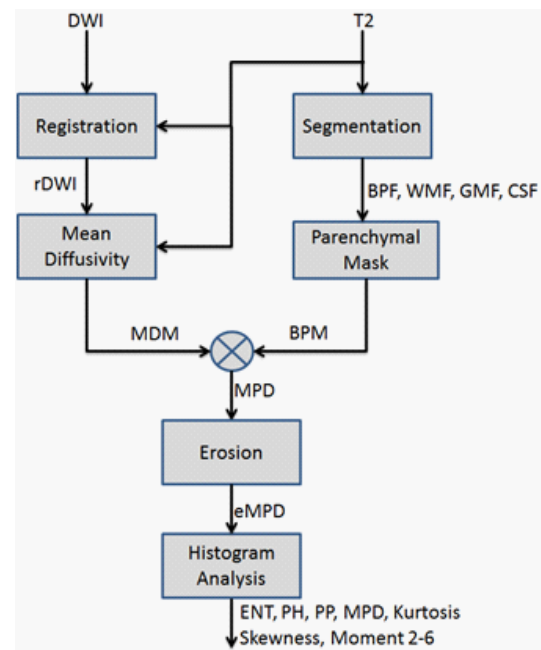 DWI
T2
Registration
Segmentation
rDWI
BPF, WMF, GMF, CSF
Mean
Diffusivity
Parenchymal
Mask
MDM
BPM
MPD
Erosion
eMPD
Histogram
Analysis
ENT, PH, PP, MPD, Kurtosis
Skewness, Moment 2-6